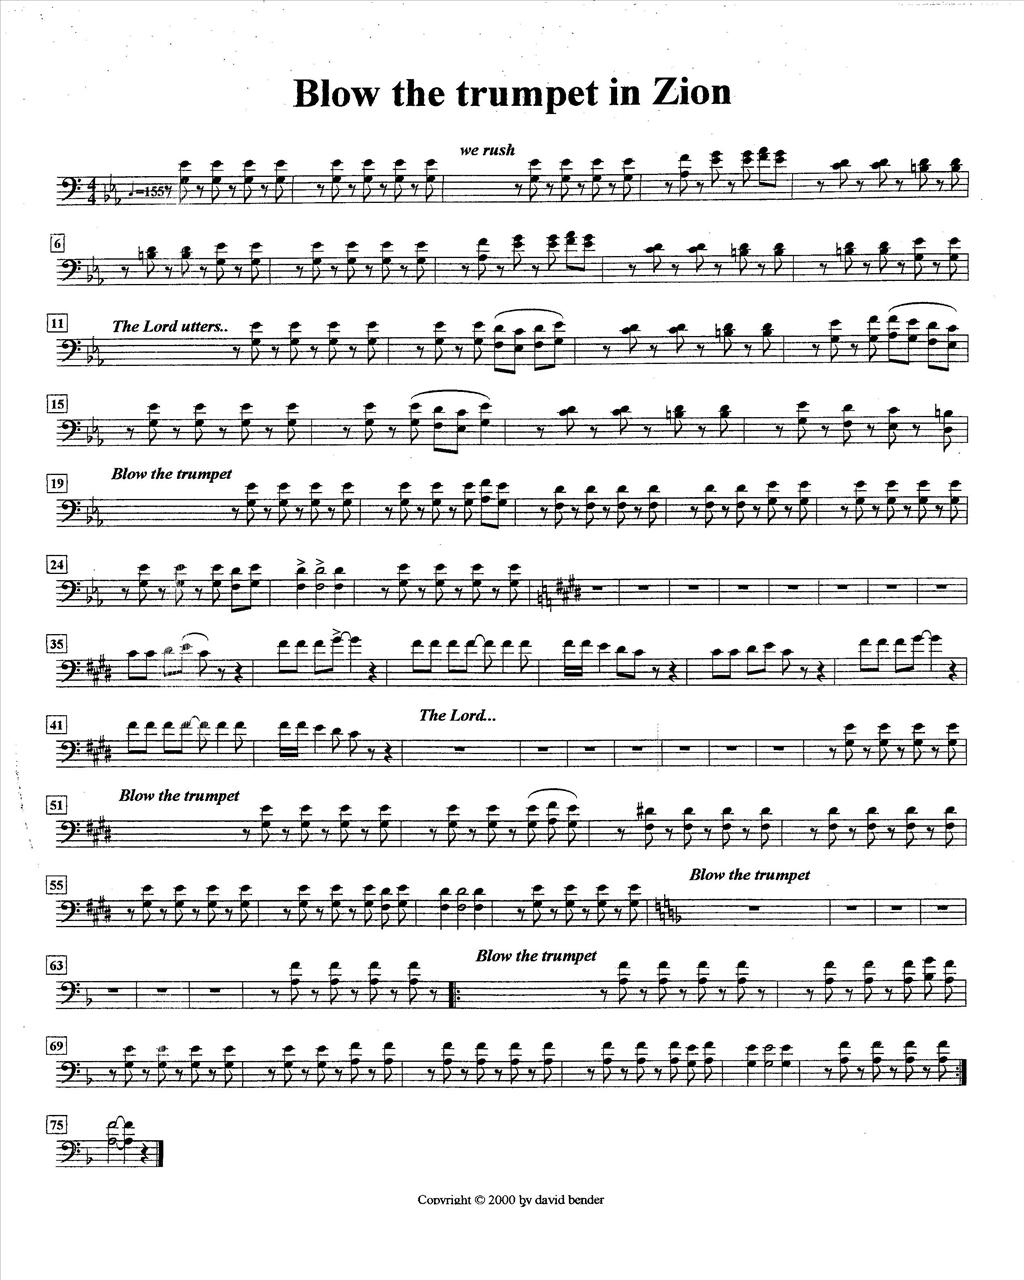 Blow the trumpet in Zion
we rush
4
4
♩=155
6
11
The Lord utters..
15
19
Blow the trumpet
24
35
41
The Lord...
51
Blow the trumpet
55
Blow the trumpet
63
Blow the trumpet
69
75
Copyright © 2000 by david bender